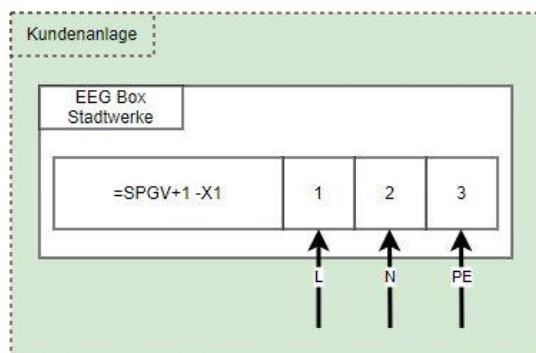 Kundenanlage
EEG Box
Stadtwerke
=SPGV+1 -X1
1
2
3
L
N
PE